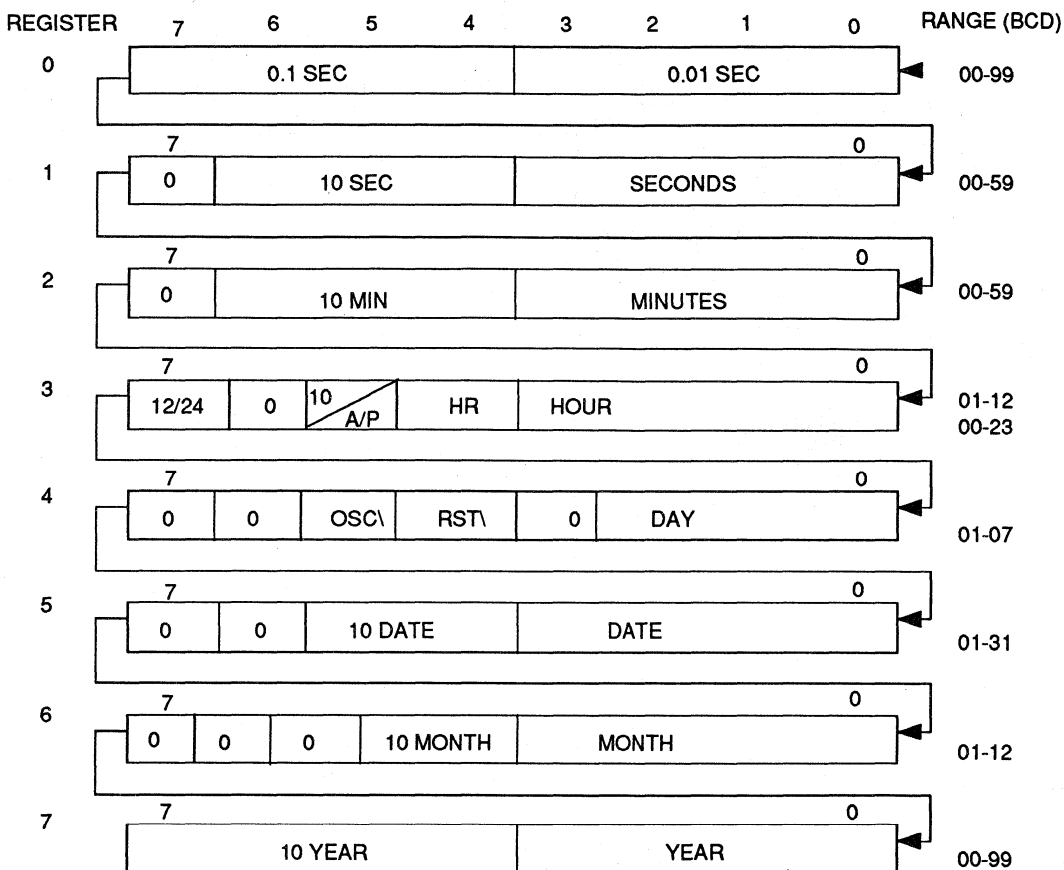 REGISTER 7 6 5 4 3 2 1 0 RANGE (BCD)
0 0.1 SEC 0.01 SEC 00-99
7 0
1 0 10 SEC SECONDS 00-59
7 0
2 0 10 MIN MINUTES 00-59
7 0
3 12/24 0 10 A/P HR HOUR 01-12
00-23
7 0
4 0 0 OSC\ RST\ 0 DAY 01-07
7 0
5 0 0 10 DATE DATE 01-31
7 0
6 0 0 0 10 MONTH MONTH 01-12
7 0
7 10 YEAR YEAR 00-99